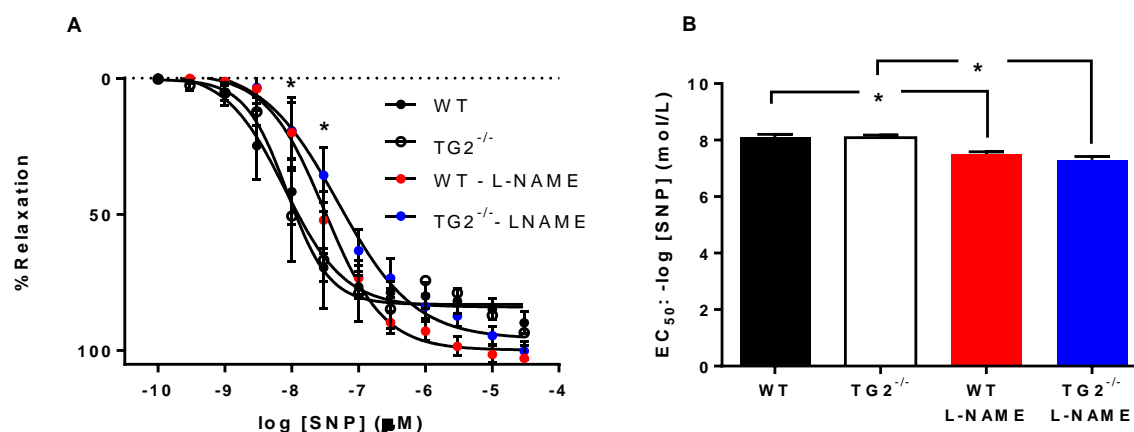 A
0
50
100
%Relaxation
-10 -9 -8 -7 -6 -5 -4
log [SNP] (µM)
*
*
WT
TG2-/-
WT - L-NAME
TG2-/-- LNAME
B
*
*
10
8
6
4
2
0
EC50: -log [SNP] (mol/L)
WT TG2-/- WT TG2-/-
L-NAME L-NAME